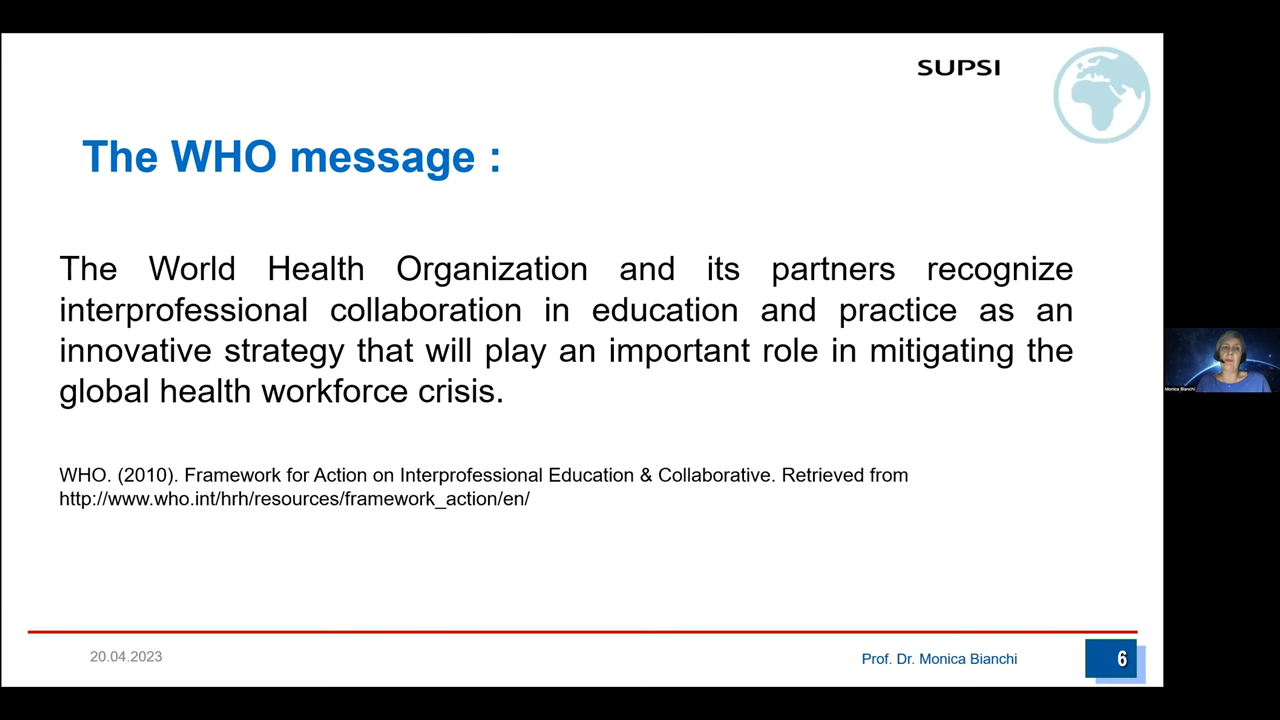 SUPSI
The WHO message :
The World Health Organization and its partners recognize
interprofessional collaboration in education and practice as an
innovative strategy that will play an important role in mitigating the
global health workforce crisis.
WHO. (2010). Framework for Action on Interprofessional Education & Collaborative. Retrieved from
http://www.who.int/hrh/resources/framework_action/en/
Monica Bianchi
20.04.2023
Prof. Dr. Monica Bianchi
6